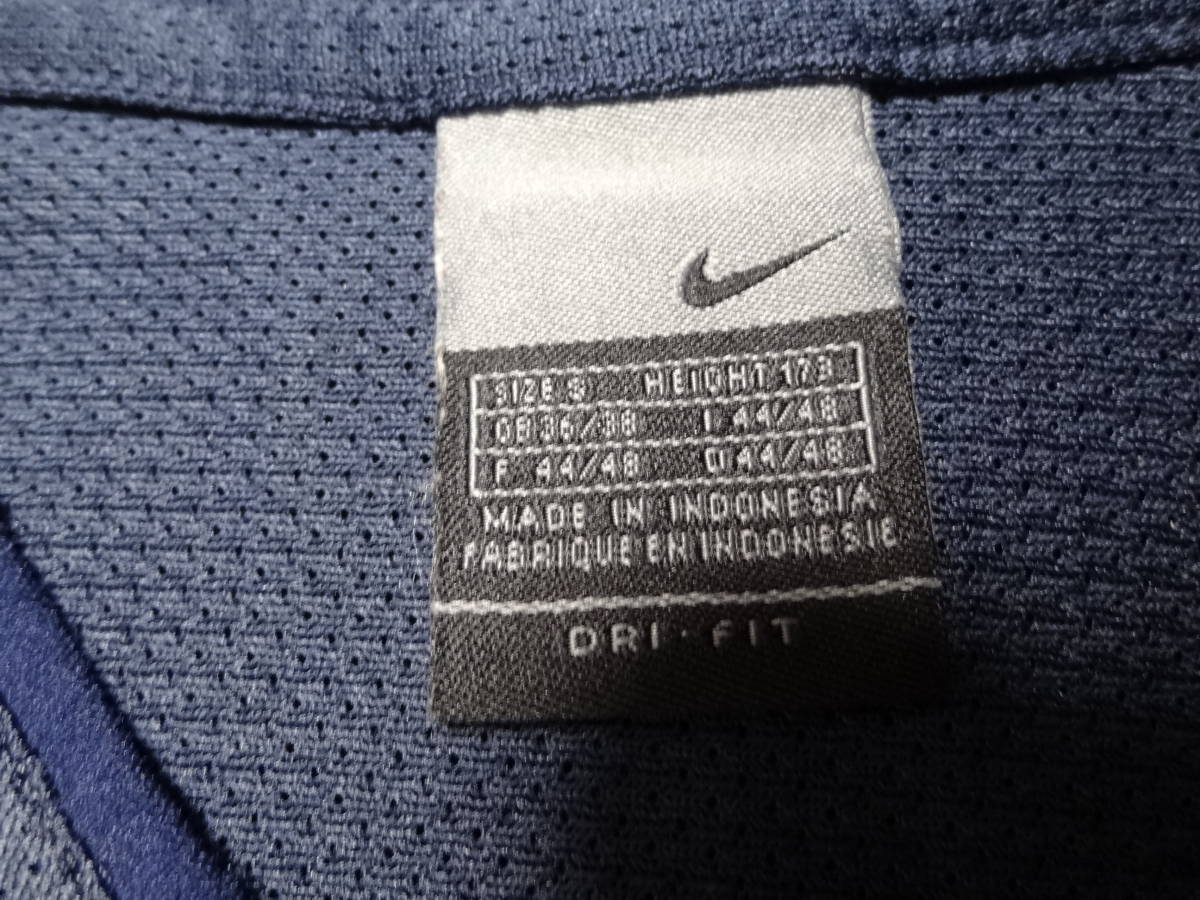 SIZE S HEIGHT 173
GB 36/38 I 44/48
F 44/48 D 44/48
MADE IN INDONESIA
FABRIQUE EN INDONESIE
DRI·FIT